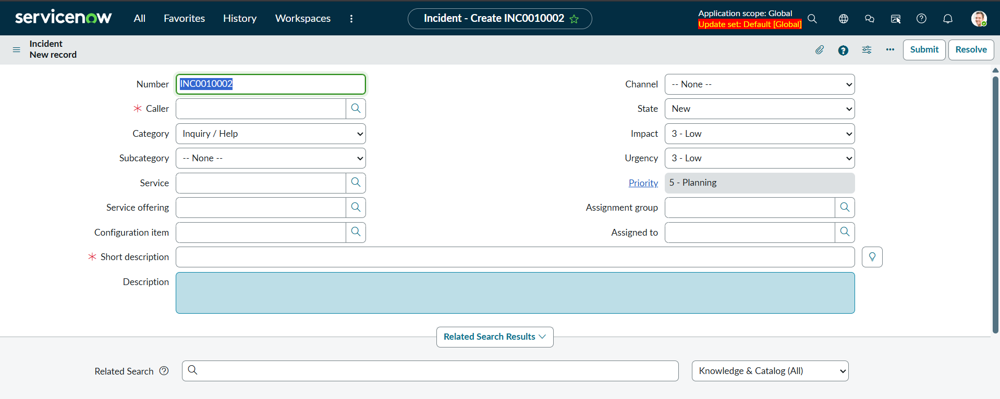 servicenow All Favorites History Workspaces Incident - Create INC0010002 Application scope: Global
Update set: Default [Global]
Incident
New record
Submit Resolve
Number INC0010002 Channel -- None --
Caller State New
Category Inquiry / Help Impact 3 - Low
Subcategory -- None -- Urgency 3 - Low
Service Priority 5 - Planning
Service offering Assignment group
Configuration item Assigned to
Short description
Description
Related Search Results
Related Search Knowledge & Catalog (All)